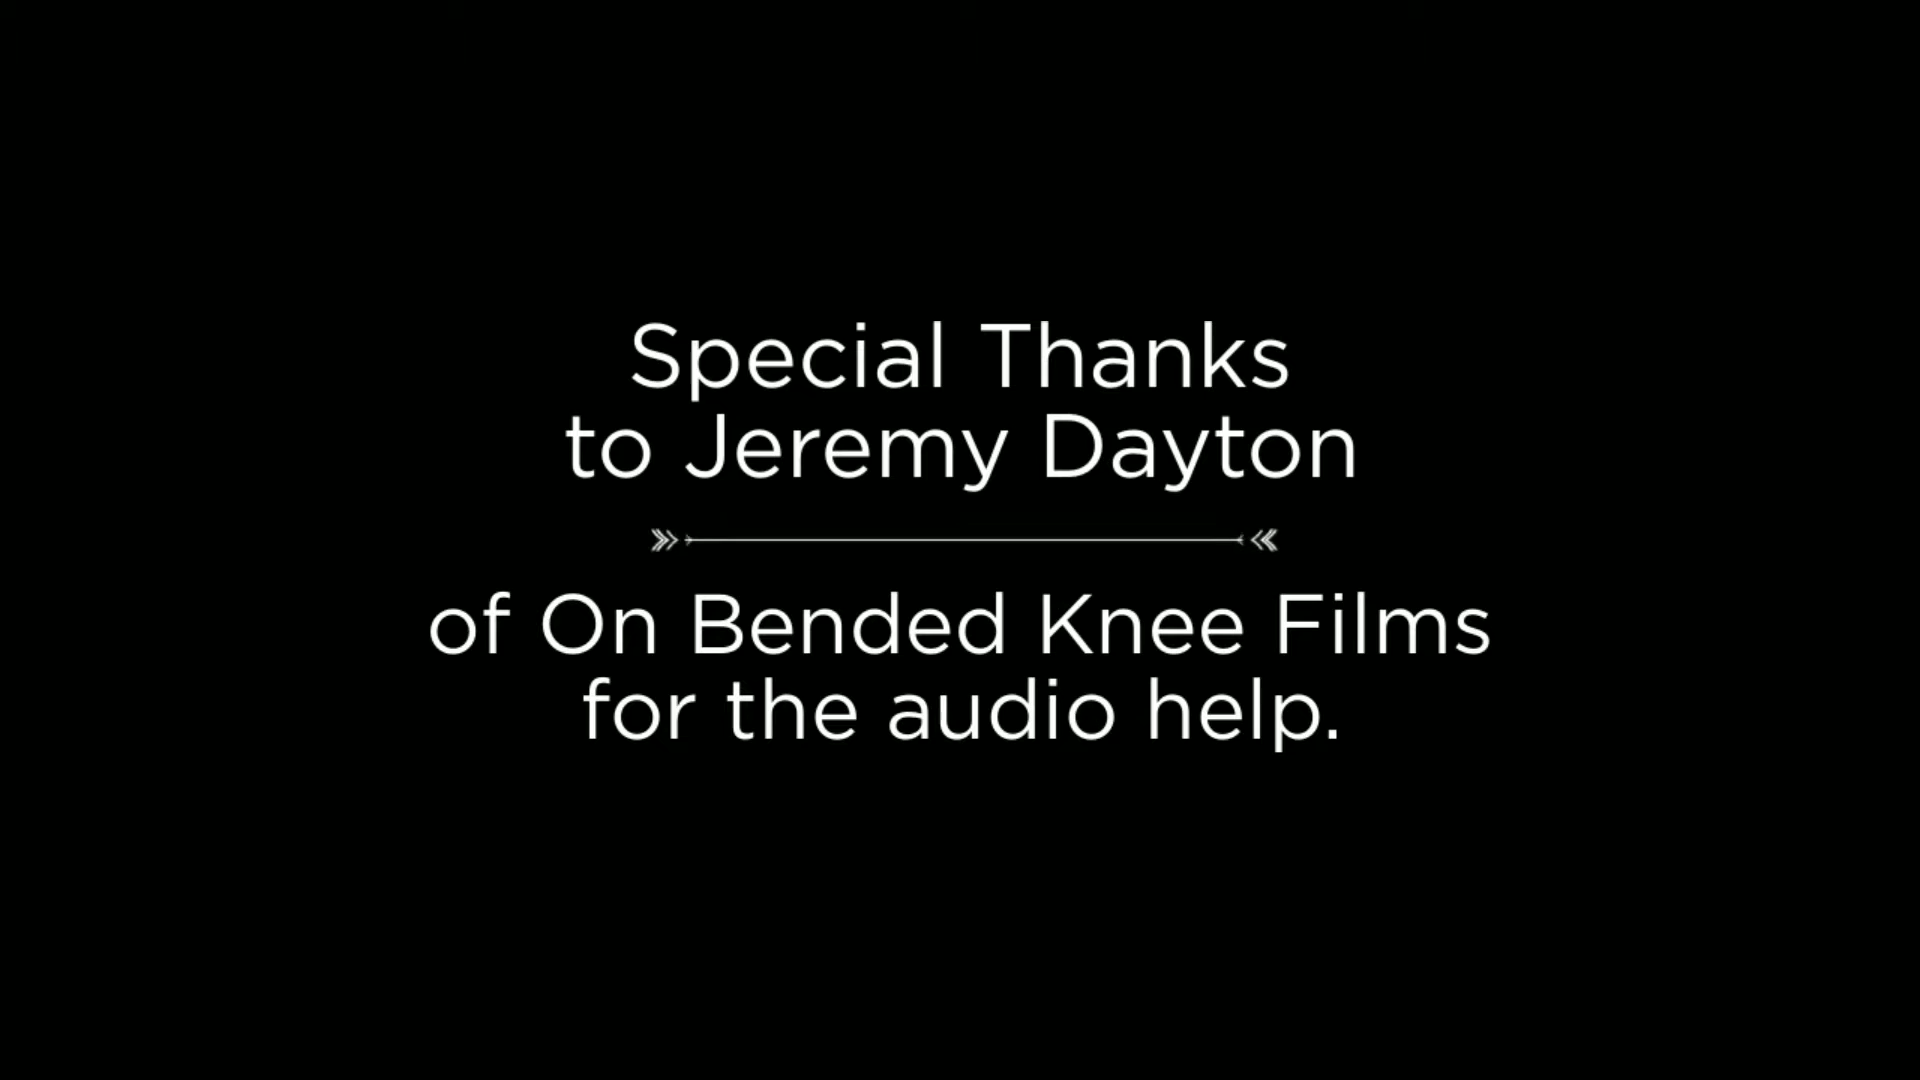 Special Thanks
to Jeremy Dayton
of On Bended Knee Films
for the audio help.